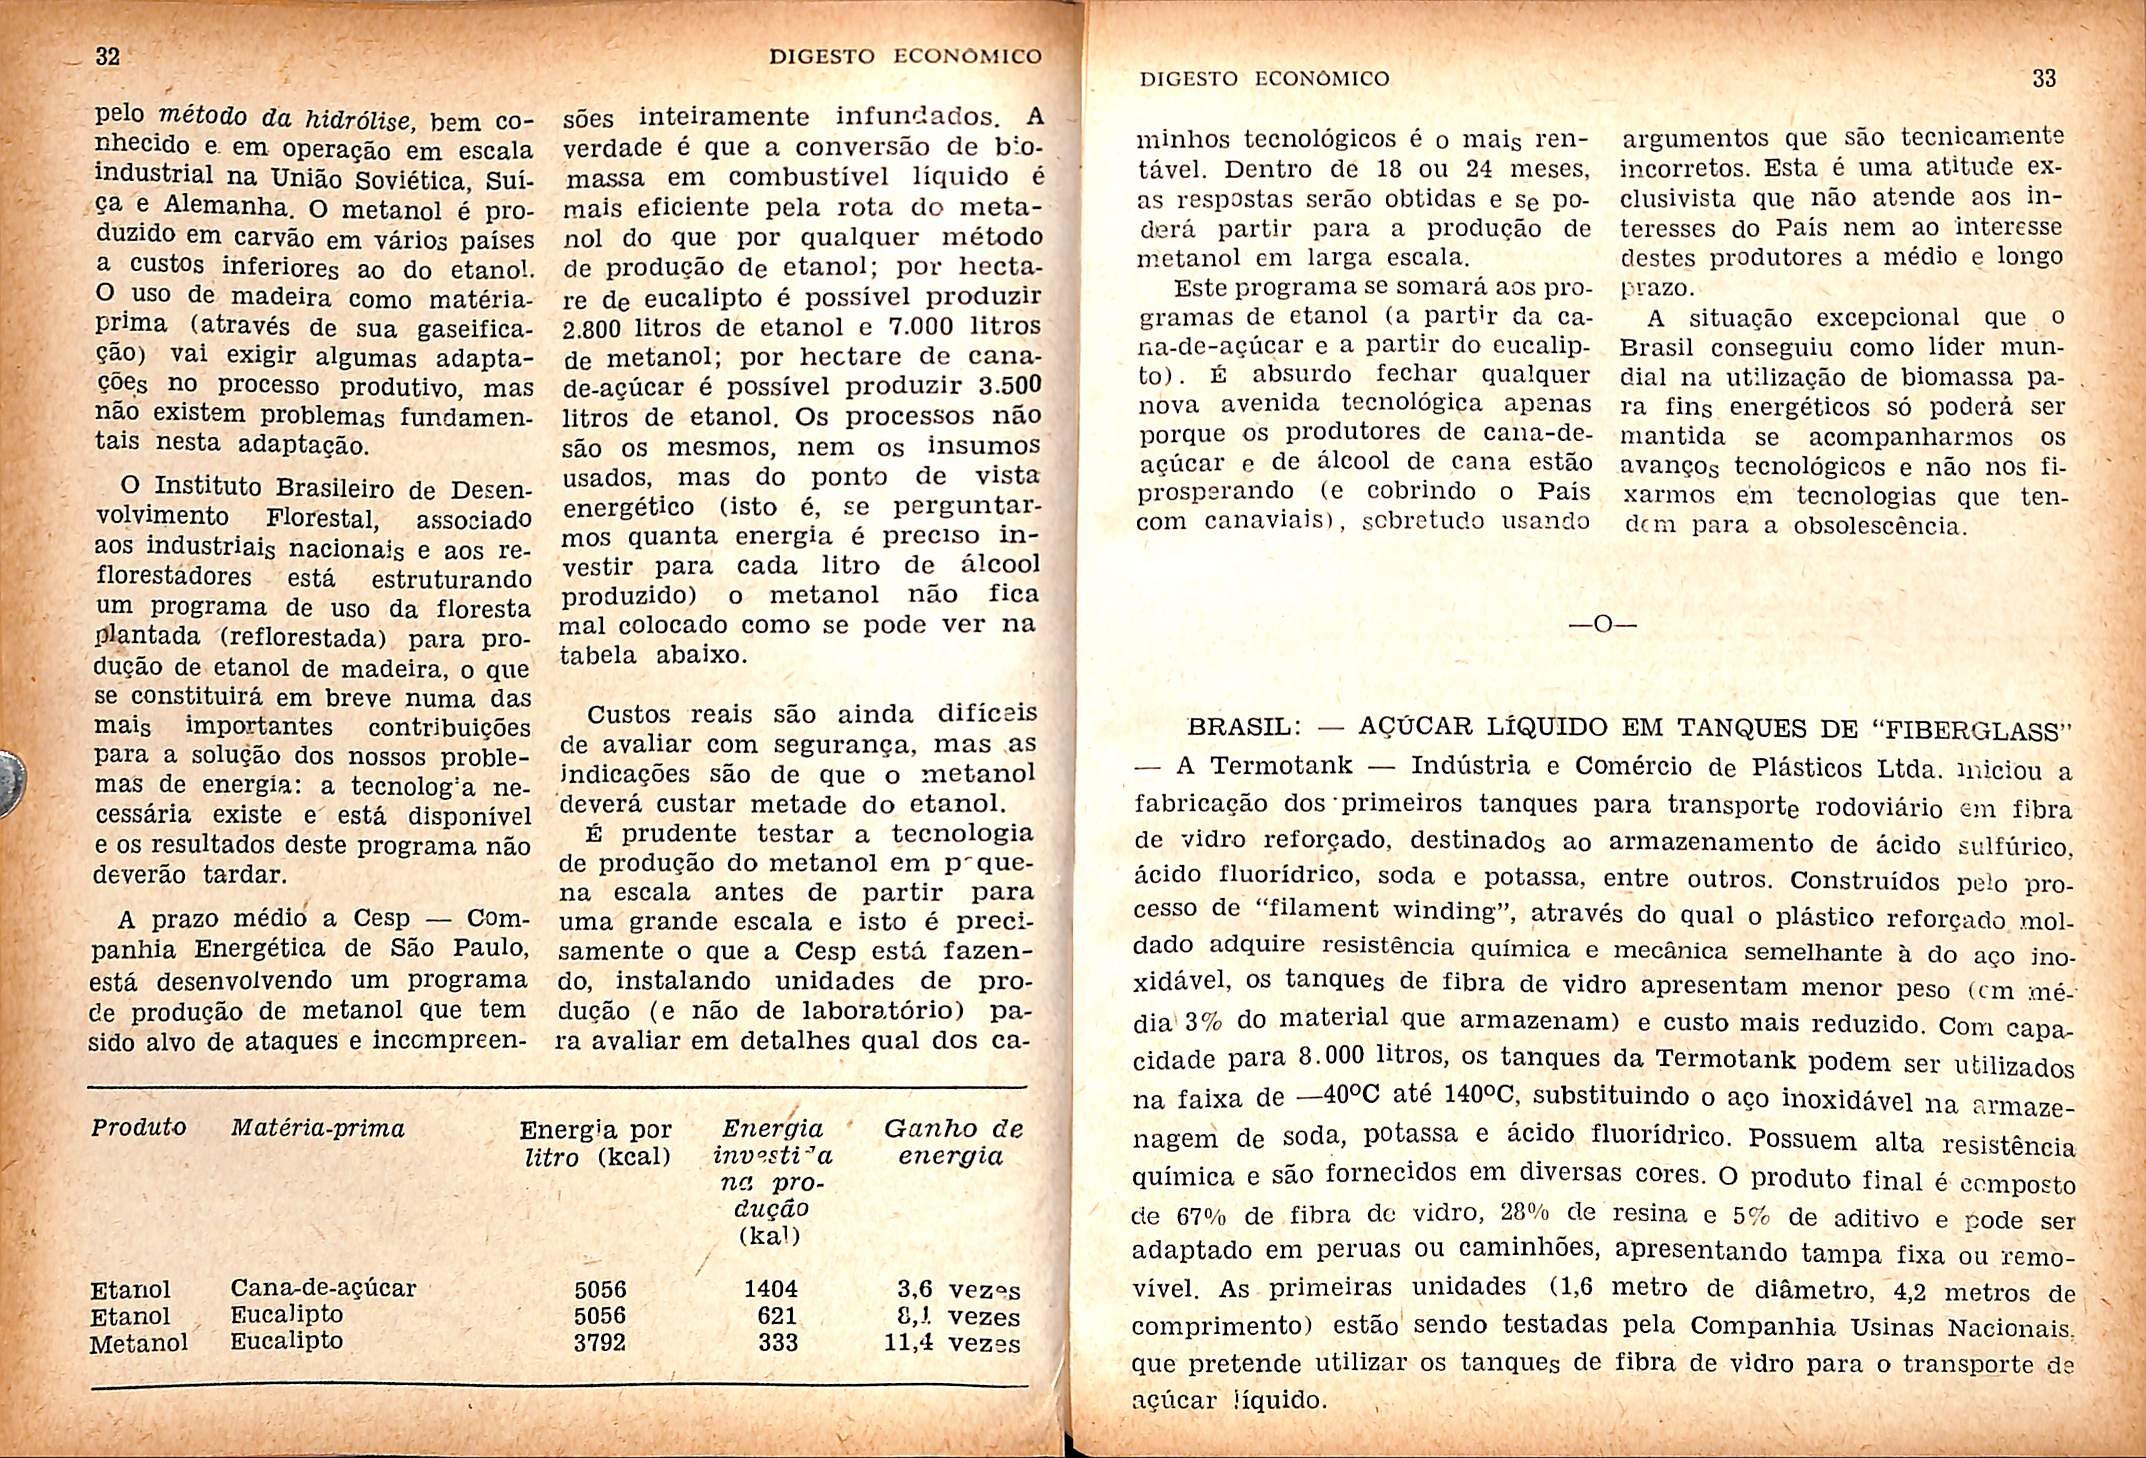 32
DIGESTO ECONÔMICO
pelo método da hidrólise, bem co-
nhecido e em operação em escala
industrial na União Soviética, Suí-
ça e Alemanha. O metanol é pro-
duzido em carvão em vários países
a custos inferiores ao do etanol.
O uso de madeira como matéria-
prima (através de sua gaseifica-
ção) vai exigir algumas adapta-
ções no processo produtivo, mas
não existem problemas fundamen-
tais nesta adaptação.
O Instituto Brasileiro de Desen-
volvimento Florestal, associado
aos industriais nacionais e aos re-
florestadores está estruturando
um programa de uso da floresta
plantada (reflorestada) para pro-
dução de etanol de madeira, o que
se constituirá em breve numa das
mais importantes contribuições
para a solução dos nossos proble-
mas de energia: a tecnologia ne-
cessária existe e está disponível
e os resultados deste programa não
deverão tardar.
A prazo médio a Cesp — Com-
panhia Energética de São Paulo,
está desenvolvendo um programa
de produção de metanol que tem
sido alvo de ataques e incompreen-
sões inteiramente infundados. A
verdade é que a conversão de bio-
massa em combustível líquido é
mais eficiente pela rota do meta-
nol do que por qualquer método
de produção de etanol; por hecta-
re de eucalipto é possível produzir
2.800 litros de etanol e 7.000 litros
de metanol; por hectare de cana-
de-açúcar é possível produzir 3.500
litros de etanol. Os processos não
são os mesmos, nem os insumos
usados, mas do ponto de vista
energético (isto é, se perguntar-
mos quanta energia é preciso in-
vestir para cada litro de álcool
produzido) o metanol não fica
mal colocado como se pode ver na
tabela abaixo.
Custos reais são ainda difíceis
de avaliar com segurança, mas as
indicações são de que o metanol
deverá custar metade do etanol.
É prudente testar a tecnologia
de produção do metanol em peque-
na escala antes de partir para
uma grande escala e isto é preci-
samente o que a Cesp está fazen-
do, instalando unidades de pro-
dução (e não de laboratório) pa-
ra avaliar em detalhes qual dos ca-
Produto Matéria-prima Energia por Energia Ganho de
litro (kcal) investida energia
na pro-
dução
(kal)
Etanol Cana-de-açúcar 5056 1404 3,6 vezes
Etanol Eucalipto 5056 621 8,1 vezes
Metanol Eucalipto 3792 333 11,4 vezes
DIGESTO ECONÔMICO
33
minhos tecnológicos é o mais ren-
tável. Dentro de 18 ou 24 meses,
as respostas serão obtidas e se po-
derá partir para a produção de
metanol em larga escala.
Este programa se somará aos pro-
gramas de etanol (a partir da ca-
na-de-açúcar e a partir do eucalip-
to). É absurdo fechar qualquer
nova avenida tecnológica apenas
porque os produtores de cana-de-
açúcar e de álcool de cana estão
prosperando (e cobrindo o País
com canaviais), sobretudo usando
argumentos que são tecnicamente
incorretos. Esta é uma atitude ex-
clusivista que não atende aos in-
teresses do País nem ao interesse
destes produtores a médio e longo
prazo.
A situação excepcional que o
Brasil conseguiu como líder mun-
dial na utilização de biomassa pa-
ra fins energéticos só poderá ser
mantida se acompanharmos os
avanços tecnológicos e não nos fi-
xarmos em tecnologias que ten-
dem para a obsolescência.
—O—
BRASIL: — AÇÚCAR LÍQUIDO EM TANQUES DE "FIBERGLASS"
— A Termotank — Indústria e Comércio de Plásticos Ltda. iniciou a
fabricação dos primeiros tanques para transporte rodoviário em fibra
de vidro reforçado, destinados ao armazenamento de ácido sulfúrico,
ácido fluorídrico, soda e potassa, entre outros. Construídos pelo pro-
cesso de "filament winding", através do qual o plástico reforçado mol-
dado adquire resistência química e mecânica semelhante à do aço ino-
xidável, os tanques de fibra de vidro apresentam menor peso (em mé-
dia 3% do material que armazenam) e custo mais reduzido. Com capa-
cidade para 8.000 litros, os tanques da Termotank podem ser utilizados
na faixa de —40ºC até 140ºC, substituindo o aço inoxidável na armaze-
nagem de soda, potassa e ácido fluorídrico. Possuem alta resistência
química e são fornecidos em diversas cores. O produto final é composto
de 67% de fibra de vidro, 28% de resina e 5% de aditivo e pode ser
adaptado em peruas ou caminhões, apresentando tampa fixa ou remo-
vível. As primeiras unidades (1,6 metro de diâmetro, 4,2 metros de
comprimento) estão sendo testadas pela Companhia Usinas Nacionais,
que pretende utilizar os tanques de fibra de vidro para o transporte de
açúcar líquido.